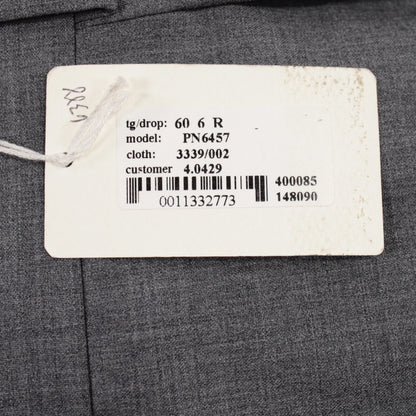 tg/drop: 60 6 R
model: PN6457
cloth: 3339/002
customer 4.0429
400085
0011332773 148090